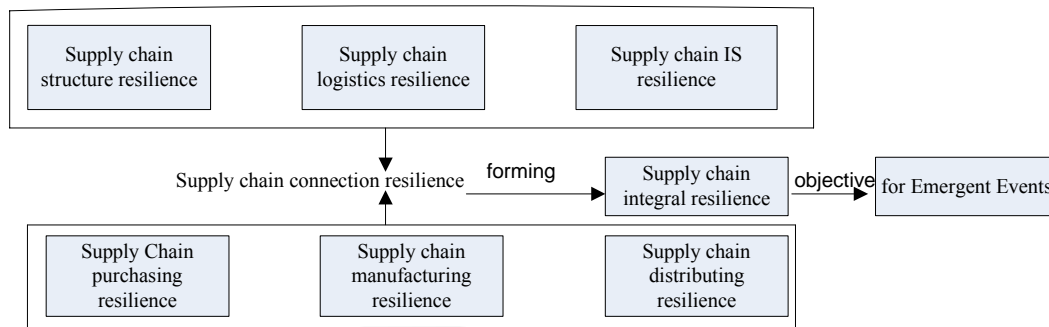 Supply chain
structure resilience
Supply chain
logistics resilience
Supply chain IS
resilience
Supply chain connection resilience
forming
Supply chain
integral resilience
objective
for Emergent Events
Supply Chain
purchasing
resilience
Supply chain
manufacturing
resilience
Supply chain
distributing
resilience